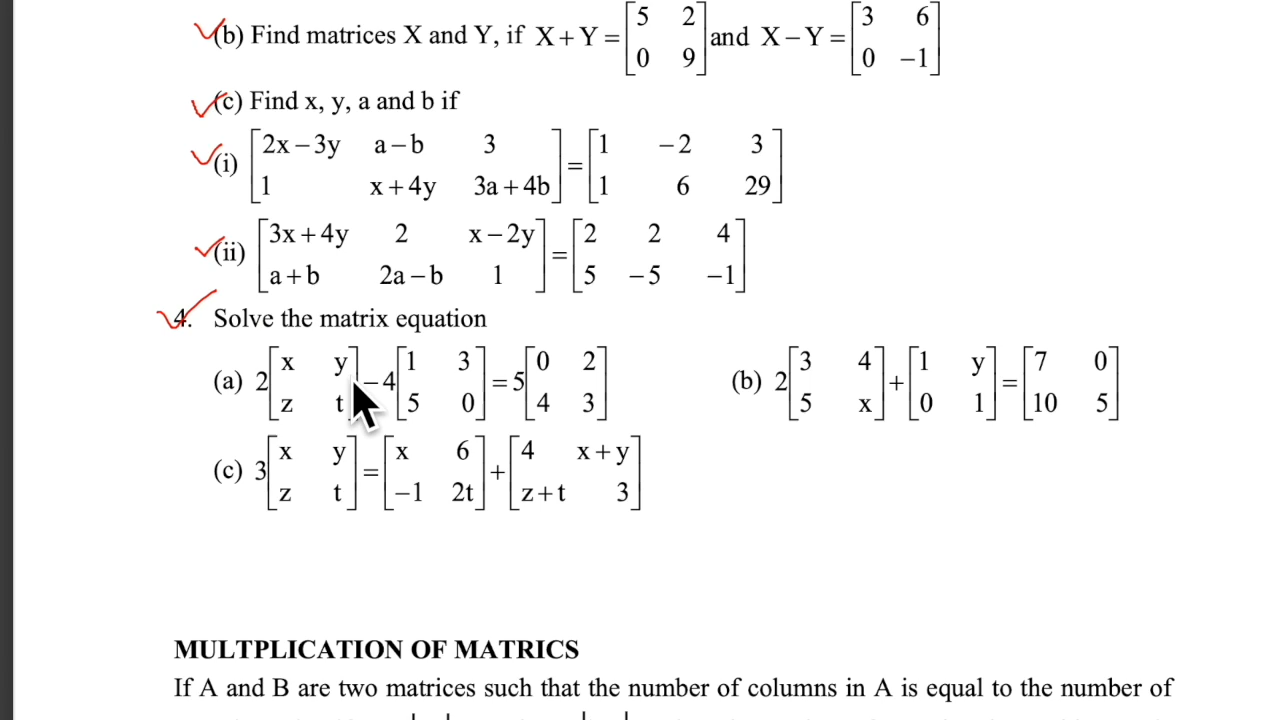 (b) Find matrices X and Y, if X + Y = [5 2; 0 9] and X − Y = [3 6; 0 −1]
(c) Find x, y, a and b if
(i) [2x − 3y a − b 3; 1 x + 4y 3a + 4b] = [1 −2 3; 1 6 29]
(ii) [3x + 4y 2 x − 2y; a + b 2a − b 1] = [2 2 4; 5 −5 −1]
4. Solve the matrix equation
(a) 2[x y; z t] − 4[1 3; 5 0] = 5[0 2; 4 3] (b) 2[3 4; 5 x] + [1 y; 0 1] = [7 0; 10 5]
(c) 3[x y; z t] = [x 6; −1 2t] + [4 x + y; z + t 3]
MULTPLICATION OF MATRICS
If A and B are two matrices such that the number of columns in A is equal to the number of